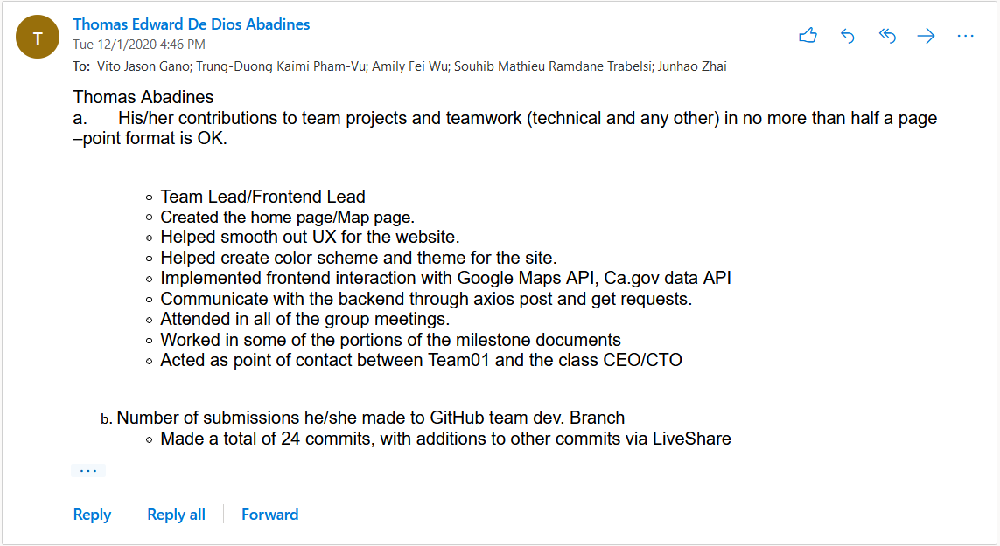 T
Thomas Edward De Dios Abadines
Tue 12/1/2020 4:46 PM
To: Vito Jason Gano; Trung-Duong Kaimi Pham-Vu; Amily Fei Wu; Souhib Mathieu Ramdane Trabelsi; Junhao Zhai
Thomas Abadines
a. His/her contributions to team projects and teamwork (technical and any other) in no more than half a page
–point format is OK.
○ Team Lead/Frontend Lead
○ Created the home page/Map page.
○ Helped smooth out UX for the website.
○ Helped create color scheme and theme for the site.
○ Implemented frontend interaction with Google Maps API, Ca.gov data API
○ Communicate with the backend through axios post and get requests.
○ Attended in all of the group meetings.
○ Worked in some of the portions of the milestone documents
○ Acted as point of contact between Team01 and the class CEO/CTO
b. Number of submissions he/she made to GitHub team dev. Branch
○ Made a total of 24 commits, with additions to other commits via LiveShare
...
Reply | Reply all | Forward